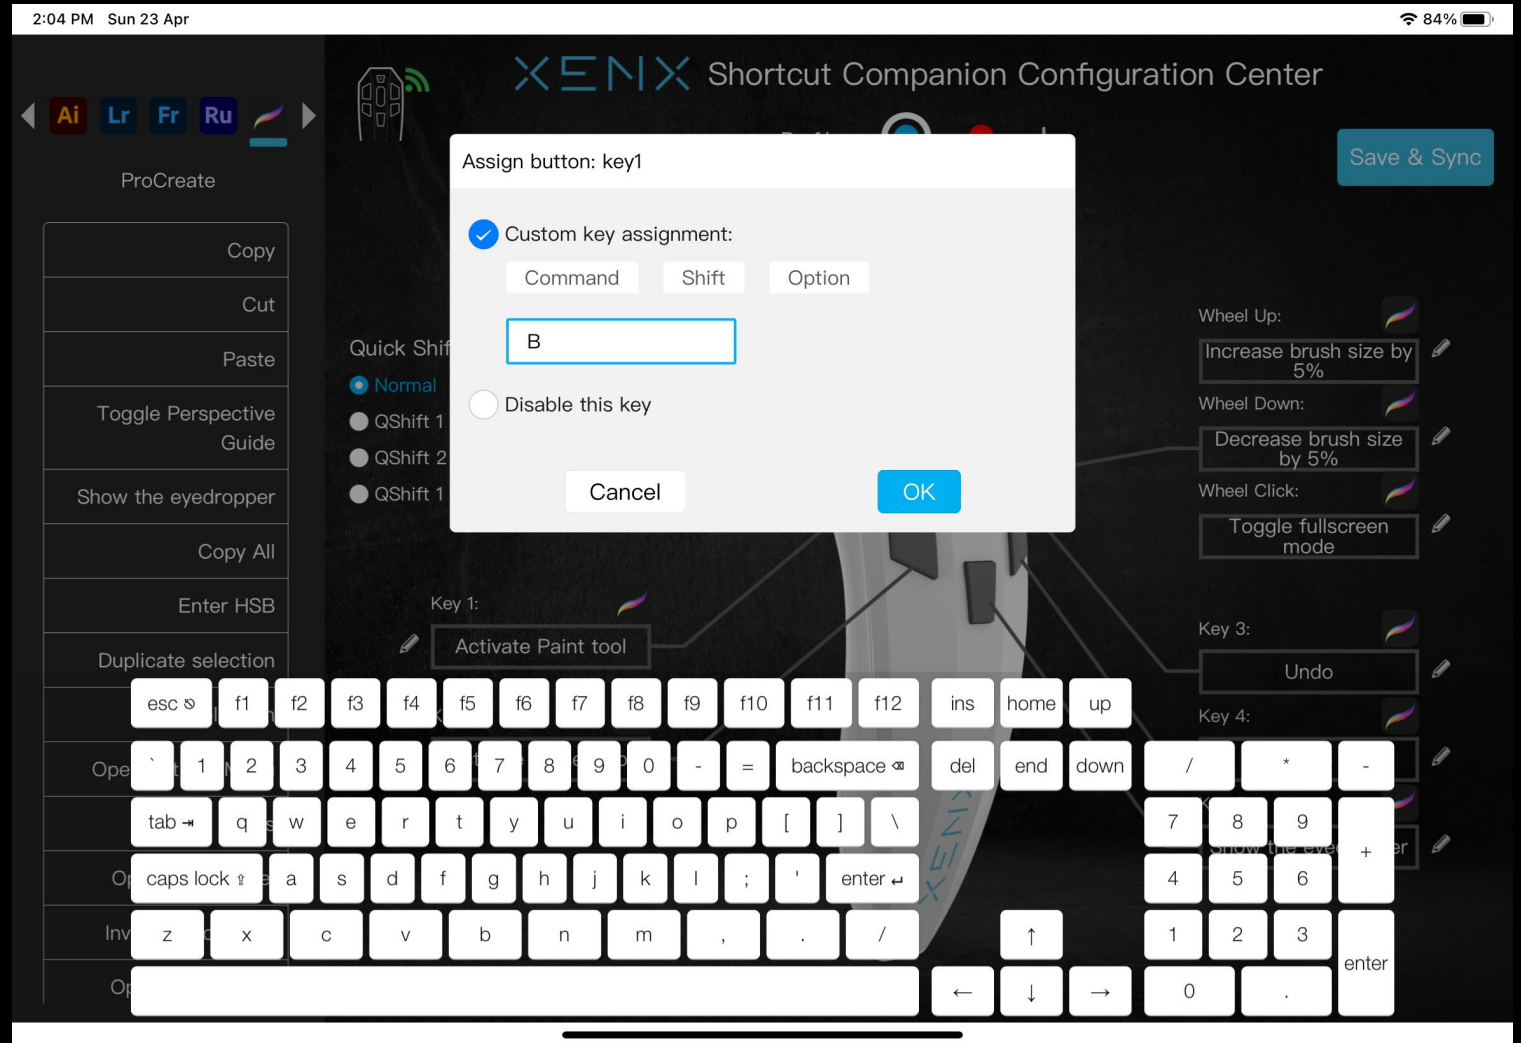 2:04 PM Sun 23 Apr
84%
XENX Shortcut Companion Configuration Center
Ai Lr Fr Ru
Save & Sync
ProCreate
Copy
Cut
Paste
Toggle Perspective
Guide
Show the eyedropper
Copy All
Enter HSB
Duplicate selection
Quick Shif
Normal
QShift 1
QShift 2
QShift 1
Assign button: key1
Custom key assignment:
Command Shift Option
B
Disable this key
Cancel OK
Wheel Up:
Increase brush size by
5%
Wheel Down:
Decrease brush size
by 5%
Wheel Click:
Toggle fullscreen
mode
Key 1:
Activate Paint tool
Key 3:
Undo
Key 4:
XENX
esc f1 f2 f3 f4 f5 f6 f7 f8 f9 f10 f11 f12 ins home up
` 1 2 3 4 5 6 7 8 9 0 - = backspace del end down / * -
tab q w e r t y u i o p [ ] \ 7 8 9 +
caps lock a s d f g h j k l ; ' enter 4 5 6
z x c v b n m , . / ↑ 1 2 3 enter
← ↓ → 0 .